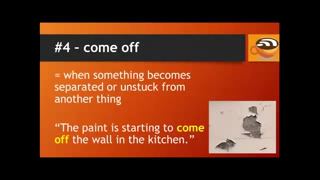 #4 – come off
= when something becomes
separated or unstuck from
another thing
“The paint is starting to come
off the wall in the kitchen.”